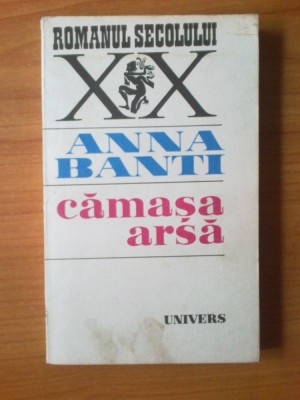 ROMANUL SECOLULUI
XX
ANNA
BANTI
cămașa
arsă
UNIVERS